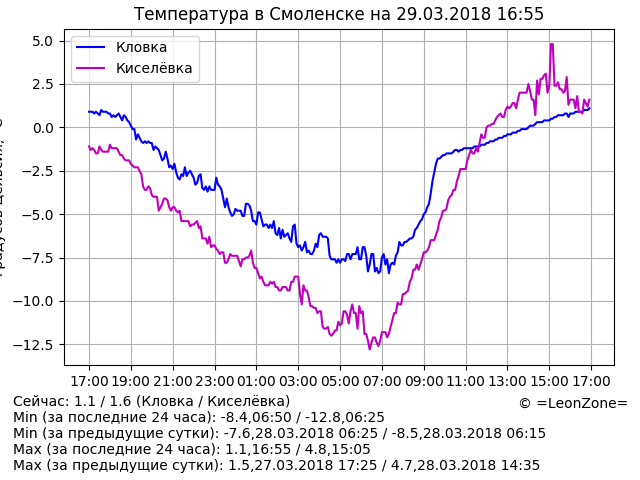 Температура в Смоленске на 29.03.2018 16:55
Кловка
Киселёвка
5.0
2.5
0.0
−2.5
−5.0
−7.5
−10.0
−12.5
17:00 19:00 21:00 23:00 01:00 03:00 05:00 07:00 09:00 11:00 13:00 15:00 17:00
Сейчас: 1.1 / 1.6 (Кловка / Киселёвка)
© =LeonZone=
Min (за последние 24 часа): -8.4,06:50 / -12.8,06:25
Min (за предыдущие сутки): -7.6,28.03.2018 06:25 / -8.5,28.03.2018 06:15
Max (за последние 24 часа): 1.1,16:55 / 4.8,15:05
Max (за предыдущие сутки): 1.5,27.03.2018 17:25 / 4.7,28.03.2018 14:35